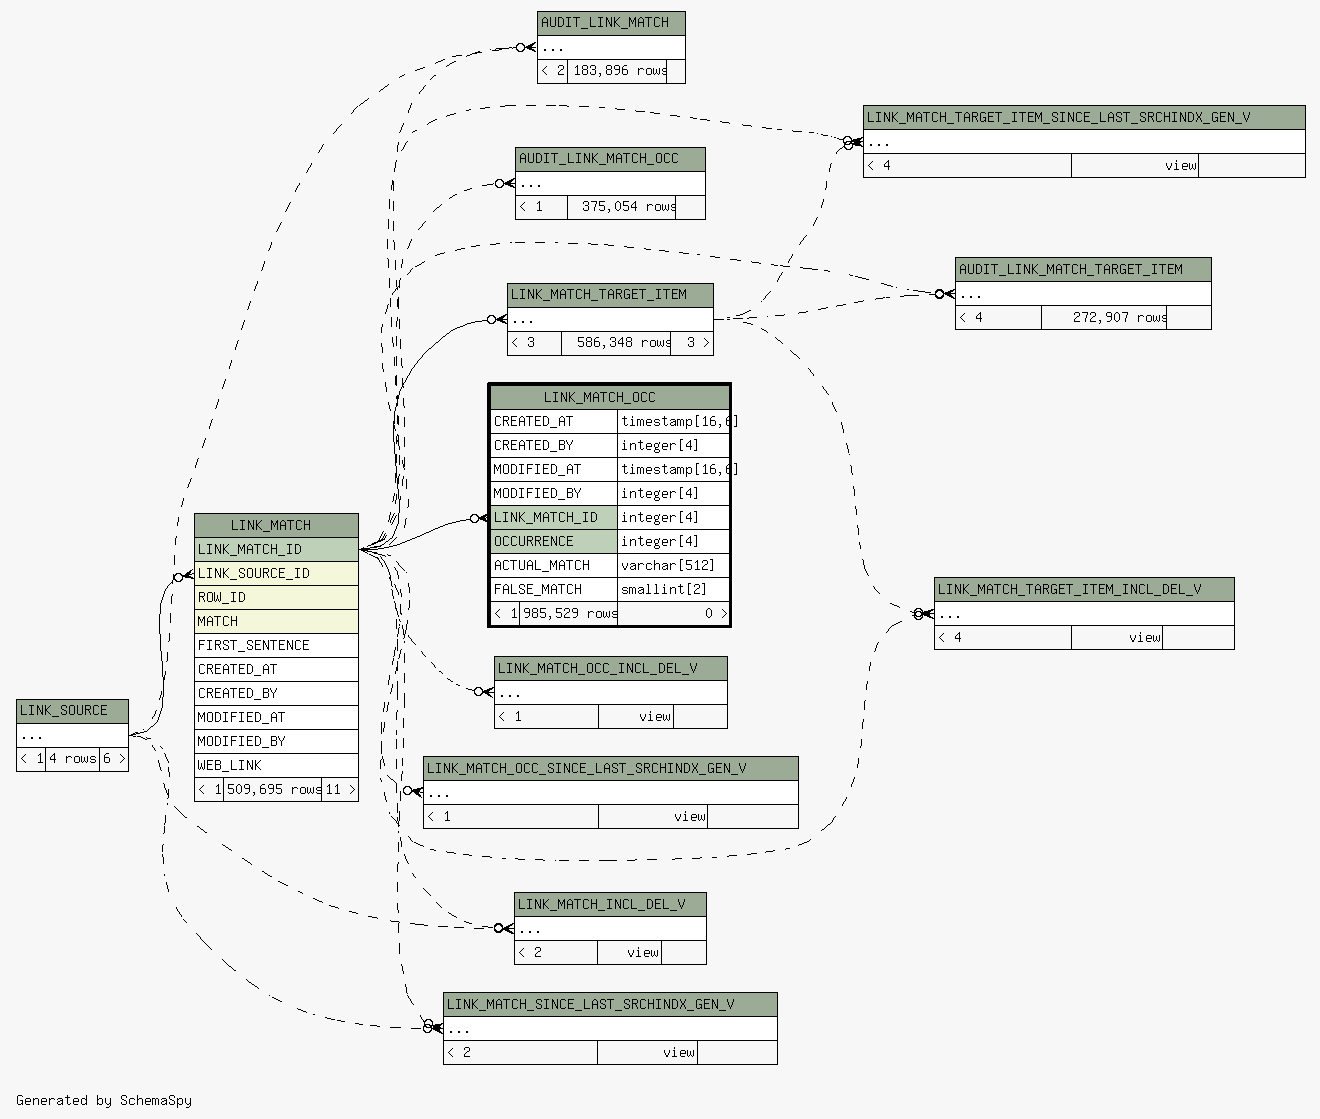 AUDIT_LINK_MATCH
...
< 2 183,896 rows
LINK_MATCH_TARGET_ITEM_SINCE_LAST_SRCHINDX_GEN_V
...
< 4 view
AUDIT_LINK_MATCH_OCC
...
< 1 375,054 rows
AUDIT_LINK_MATCH_TARGET_ITEM
...
< 4 272,907 rows
LINK_MATCH_TARGET_ITEM
...
< 3 586,348 rows 3 >
LINK_MATCH_OCC
CREATED_AT timestamp[16,6]
CREATED_BY integer[4]
MODIFIED_AT timestamp[16,6]
MODIFIED_BY integer[4]
LINK_MATCH_ID integer[4]
OCCURRENCE integer[4]
ACTUAL_MATCH varchar[512]
FALSE_MATCH smallint[2]
< 1 985,529 rows 0 >
LINK_MATCH
LINK_MATCH_ID
LINK_SOURCE_ID
ROW_ID
MATCH
FIRST_SENTENCE
CREATED_AT
CREATED_BY
MODIFIED_AT
MODIFIED_BY
WEB_LINK
< 1 509,695 rows 11 >
LINK_MATCH_TARGET_ITEM_INCL_DEL_V
...
< 4 view
LINK_MATCH_OCC_INCL_DEL_V
...
< 1 view
LINK_SOURCE
...
< 1 4 rows 6 >
LINK_MATCH_OCC_SINCE_LAST_SRCHINDX_GEN_V
...
< 1 view
LINK_MATCH_INCL_DEL_V
...
< 2 view
LINK_MATCH_SINCE_LAST_SRCHINDX_GEN_V
...
< 2 view
Generated by SchemaSpy